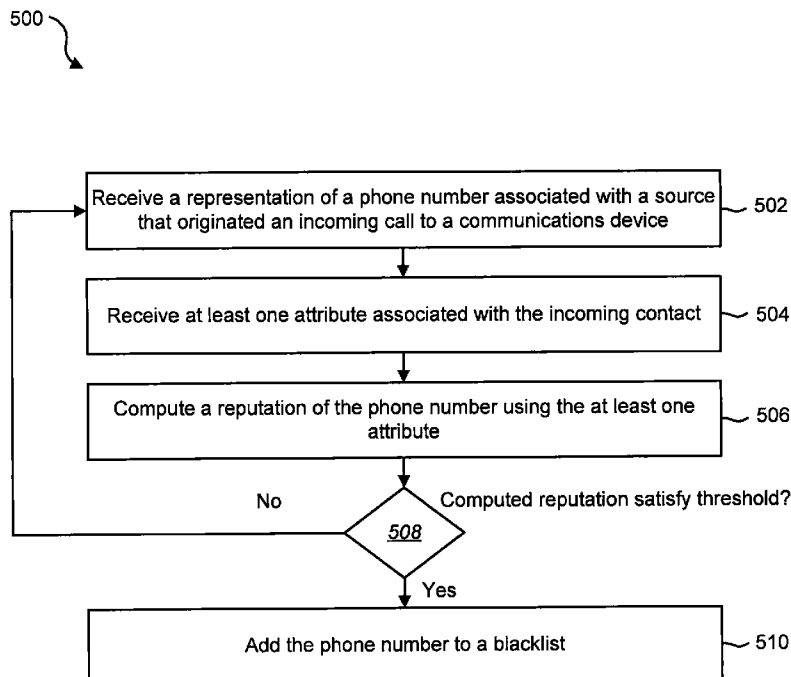 500
Receive a representation of a phone number associated with a source
that originated an incoming call to a communications device
502
Receive at least one attribute associated with the incoming contact
504
Compute a reputation of the phone number using the at least one
attribute
506
No
Computed reputation satisfy threshold?
508
Yes
Add the phone number to a blacklist
510